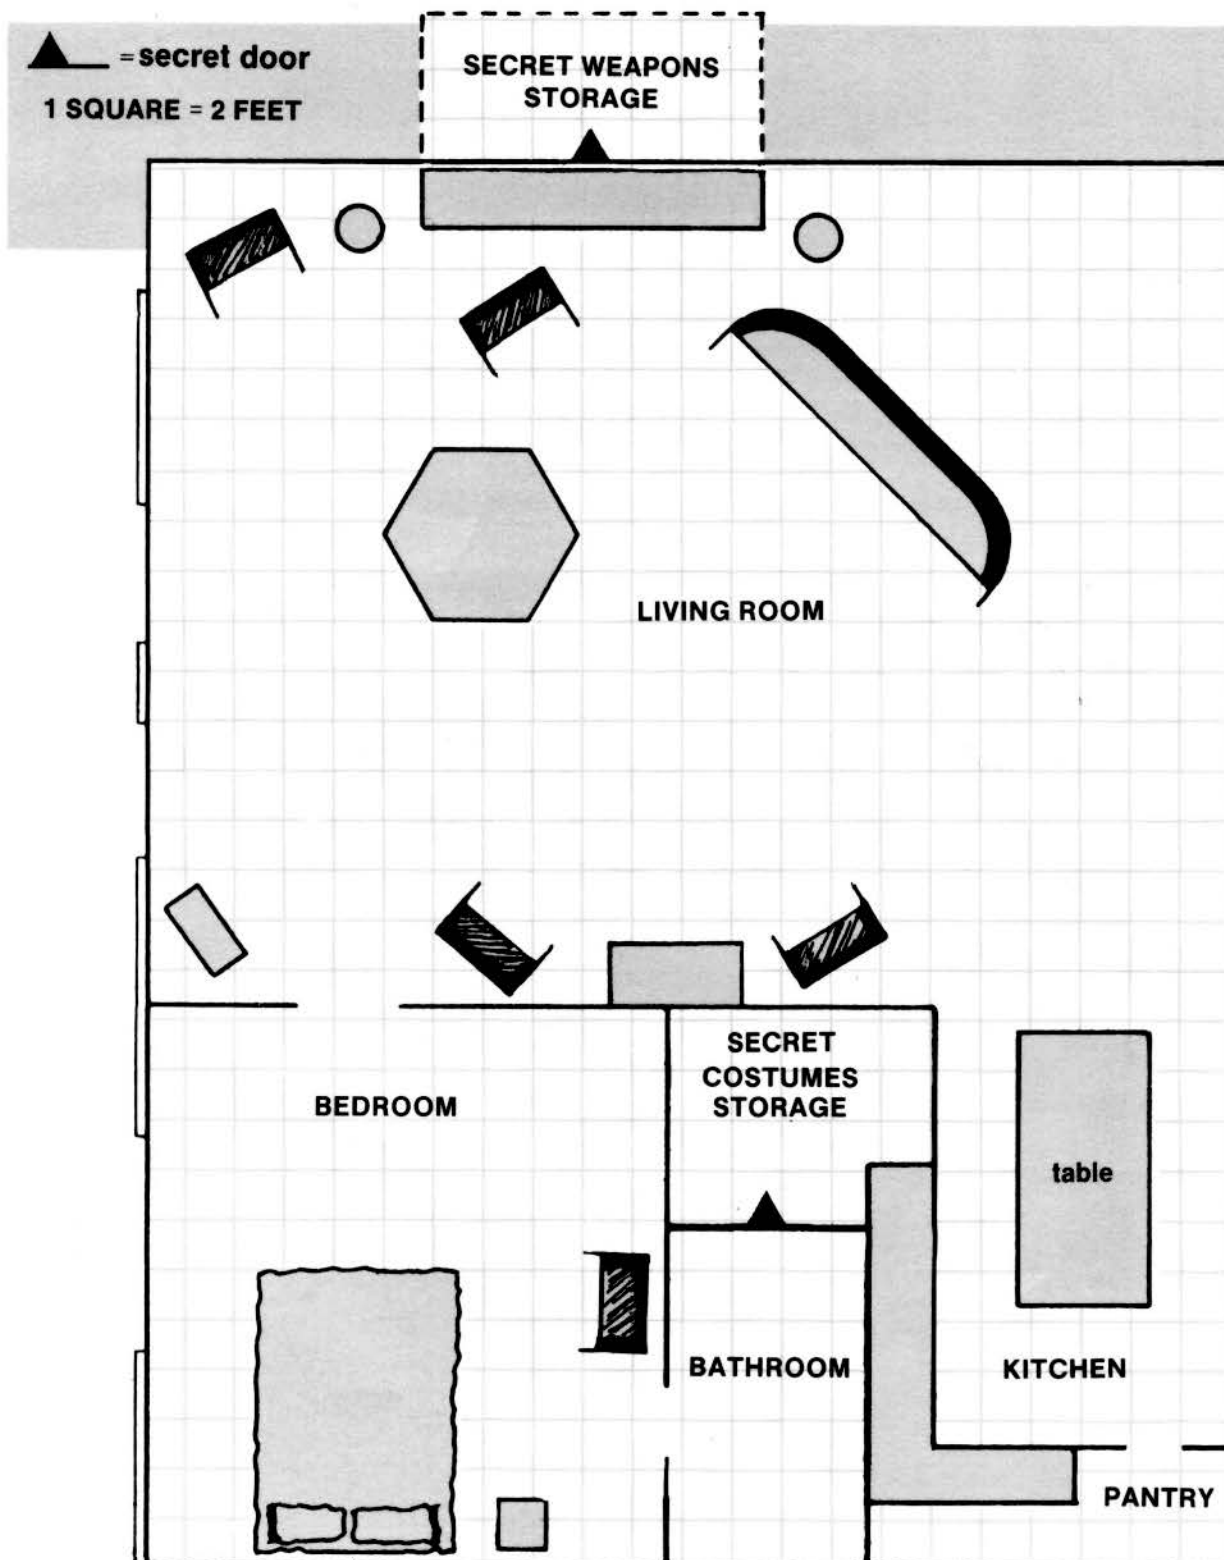 = secret door
1 SQUARE = 2 FEET
SECRET WEAPONS
STORAGE
LIVING ROOM
SECRET
COSTUMES
STORAGE
BEDROOM
table
BATHROOM
KITCHEN
PANTRY